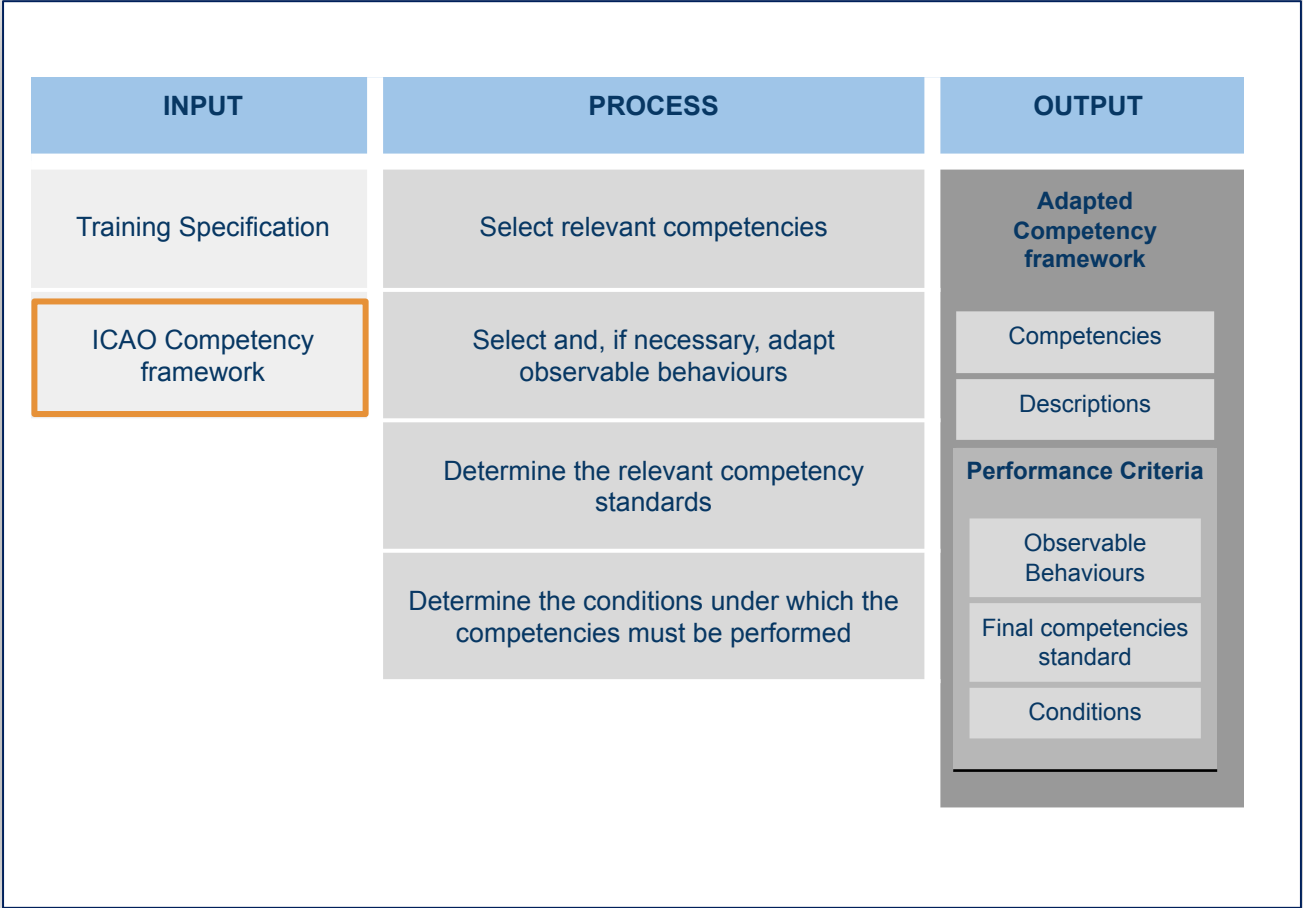 INPUT
PROCESS
OUTPUT
Training Specification
Select relevant competencies
Adapted
Competency
framework
ICAO Competency
framework
Select and, if necessary, adapt
observable behaviours
Competencies
Descriptions
Determine the relevant competency
standards
Performance Criteria
Observable
Behaviours
Determine the conditions under which the
competencies must be performed
Final competencies
standard
Conditions